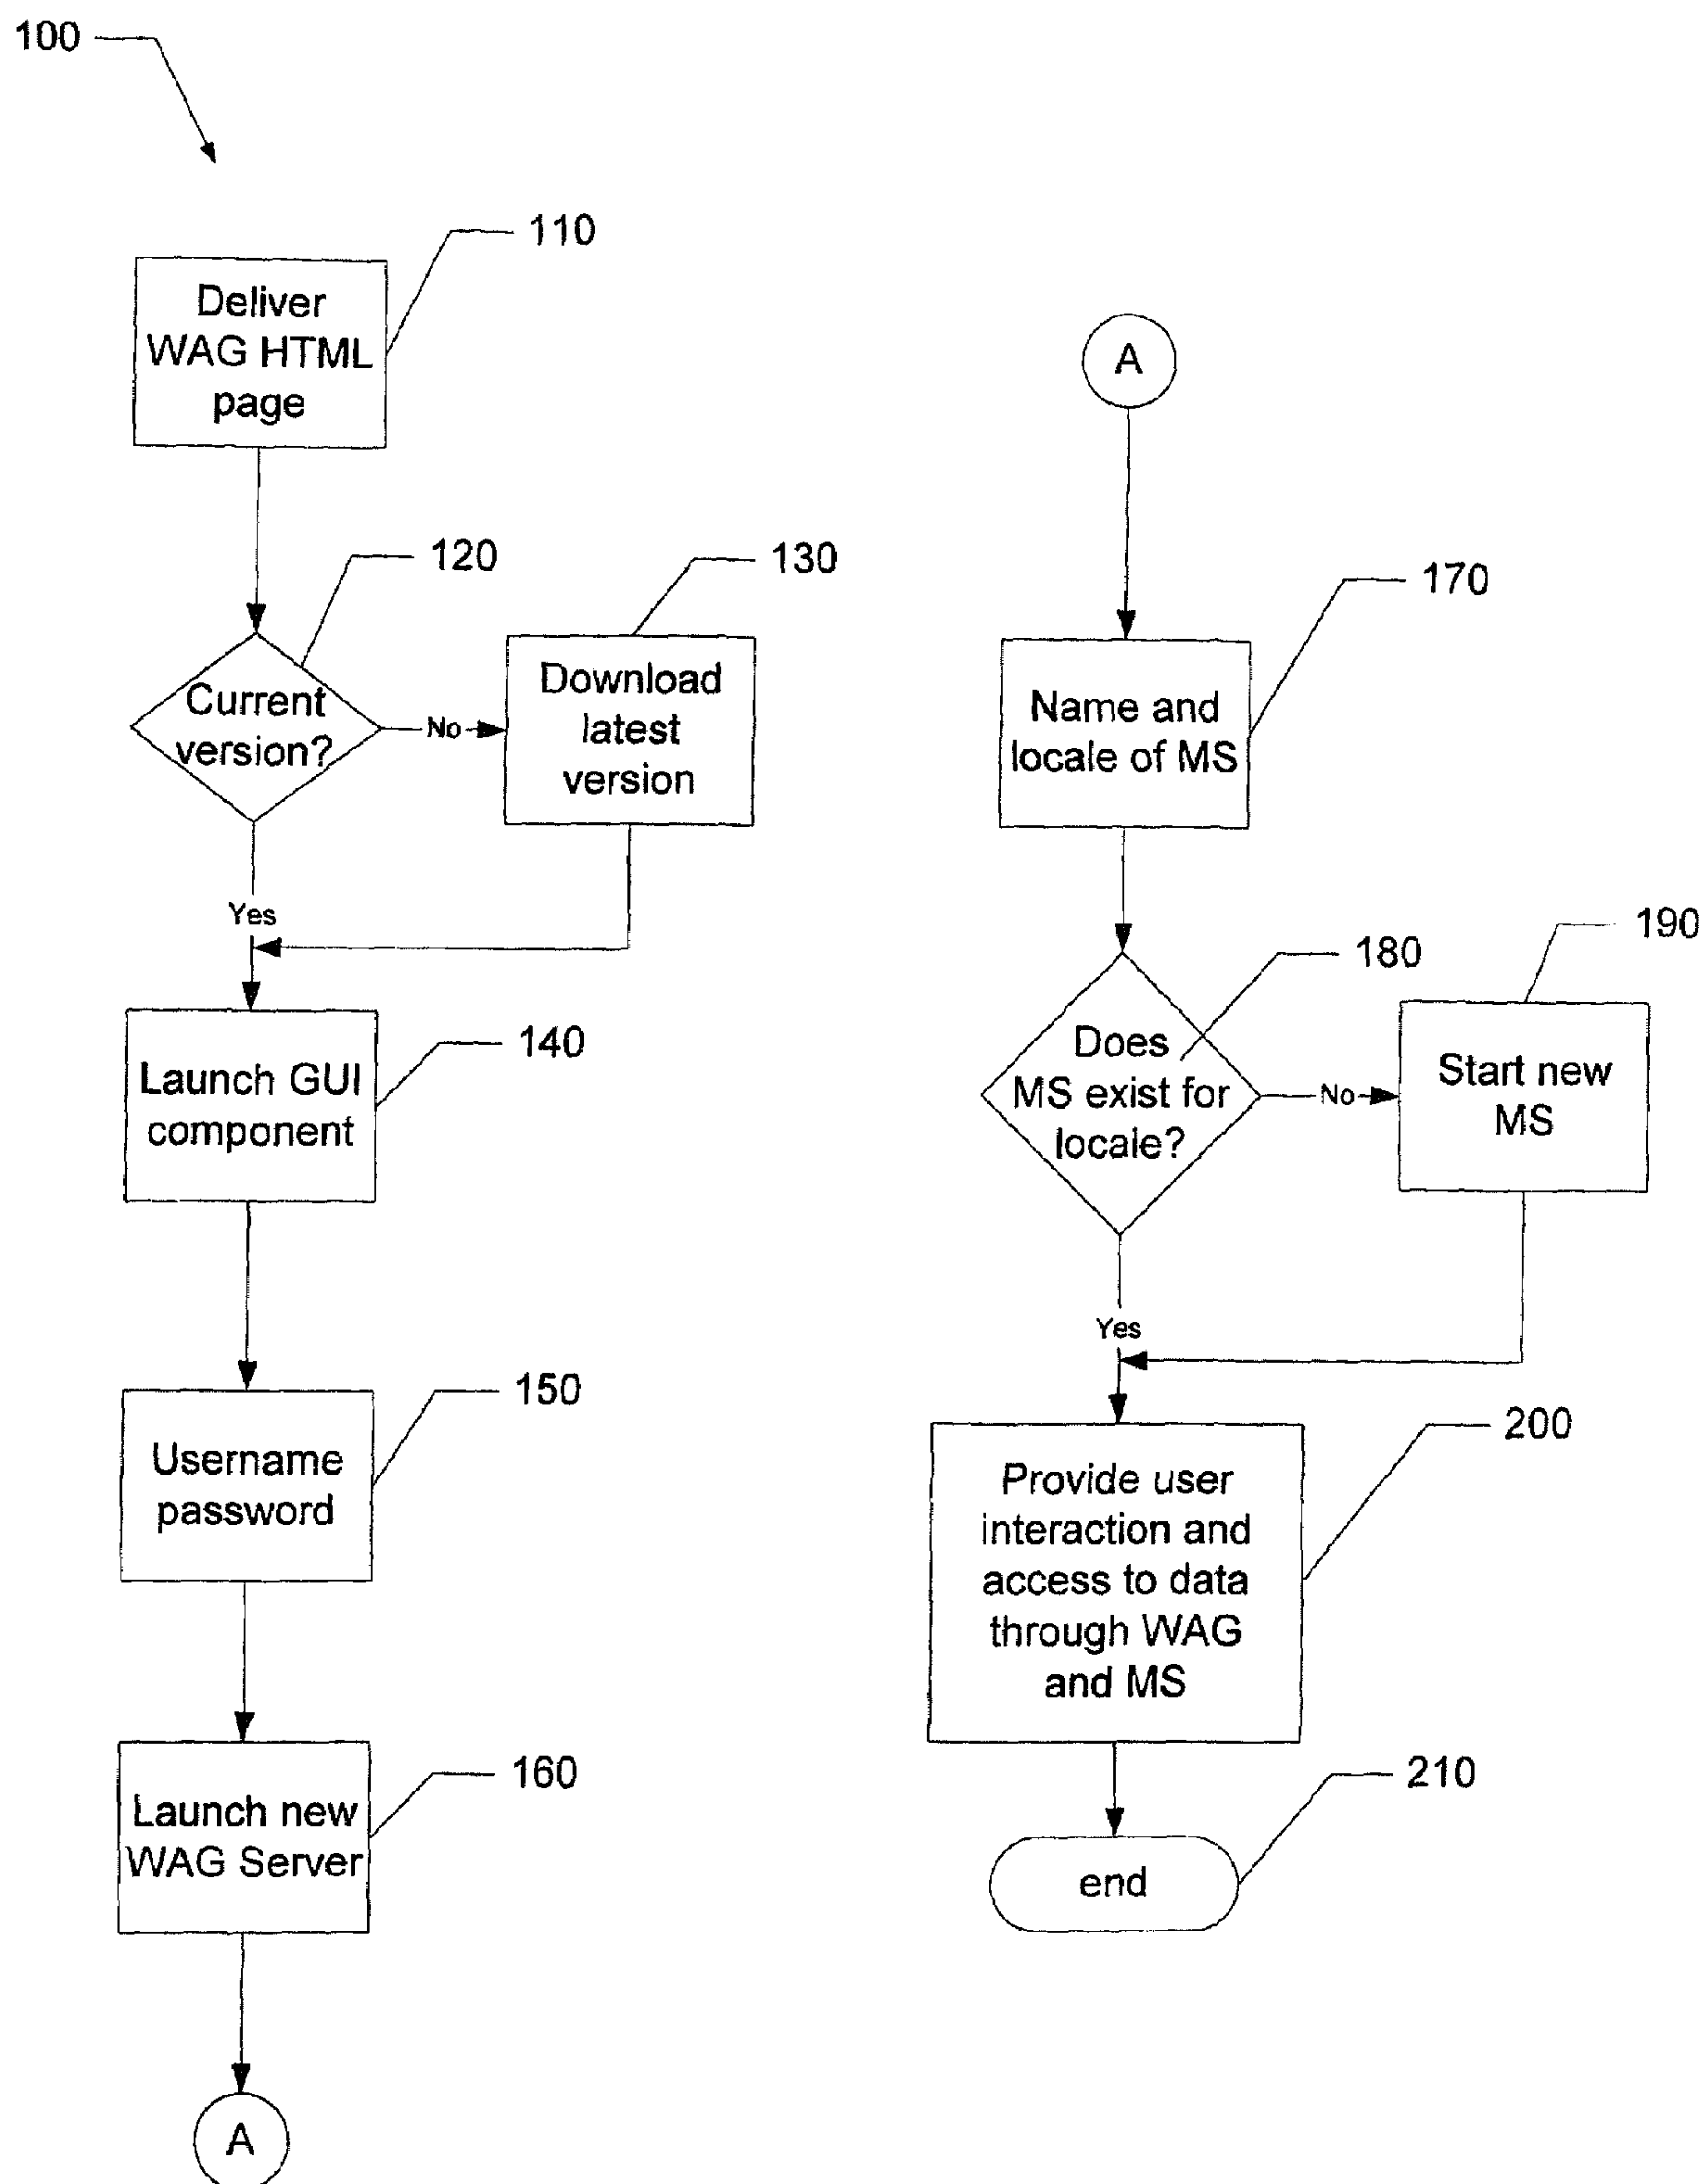 100
110
Deliver
WAG HTML
page
120
Current
version?
No
130
Download
latest
version
Yes
140
Launch GUI
component
150
Username
password
160
Launch new
WAG Server
A
A
170
Name and
locale of MS
180
Does
MS exist for
locale?
No
190
Start new
MS
Yes
200
Provide user
interaction and
access to data
through WAG
and MS
210
end